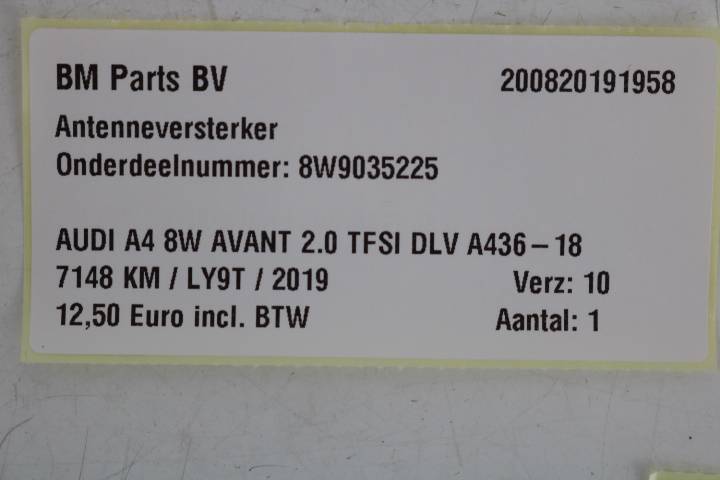 BM Parts BV 200820191958
Antenneversterker
Onderdeelnummer: 8W9035225
AUDI A4 8W AVANT 2.0 TFSI DLV A436-18
7148 KM / LY9T / 2019 Verz: 10
12,50 Euro incl. BTW Aantal: 1